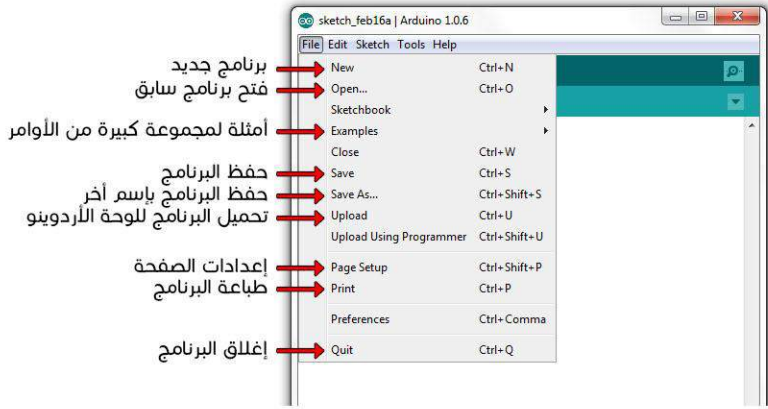 sketch_feb16a | Arduino 1.0.6
File Edit Sketch Tools Help
برنامج جديد New Ctrl+N
فتح برنامج سابق Open... Ctrl+O
Sketchbook
أمثلة لمجموعة كبيرة من الأوامر Examples
Close Ctrl+W
حفظ البرنامج Save Ctrl+S
حفظ البرنامج بإسم أخر Save As... Ctrl+Shift+S
تحميل البرنامج للوحة الأردوينو Upload Ctrl+U
Upload Using Programmer Ctrl+Shift+U
إعدادات الصفحة Page Setup Ctrl+Shift+P
طباعة البرنامج Print Ctrl+P
Preferences Ctrl+Comma
إغلاق البرنامج Quit Ctrl+Q